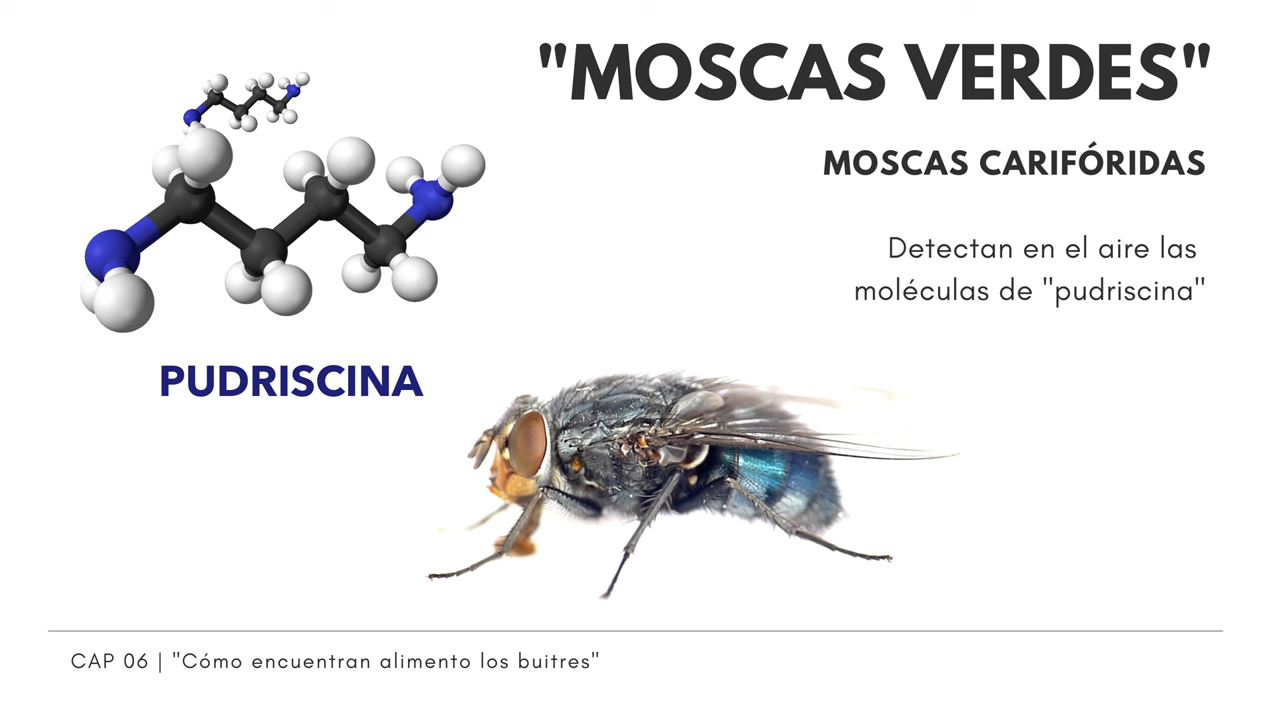 "MOSCAS VERDES"
MOSCAS CARIFÓRIDAS
Detectan en el aire las
moléculas de "pudriscina"
PUDRISCINA
CAP 06 | "Cómo encuentran alimento los buitres"